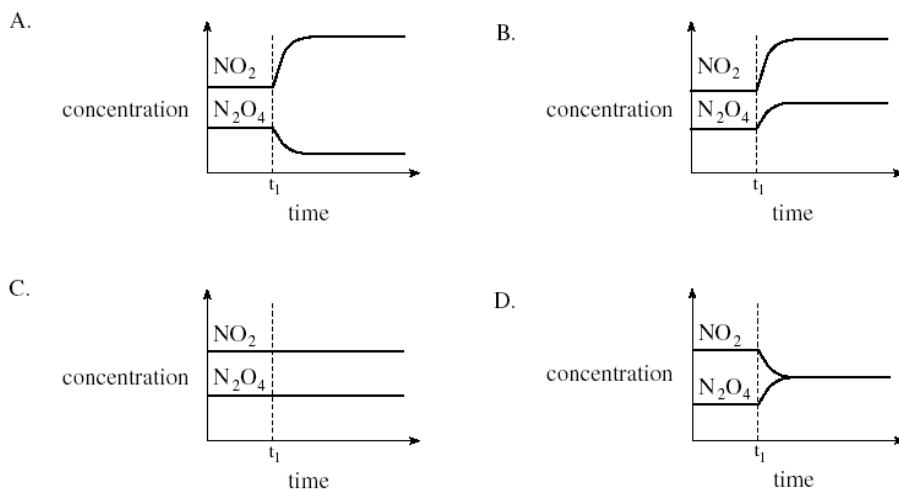 A.
NO₂
N₂O₄
concentration
t₁
time
B.
NO₂
N₂O₄
concentration
t₁
time
C.
NO₂
N₂O₄
concentration
t₁
time
D.
NO₂
N₂O₄
concentration
t₁
time